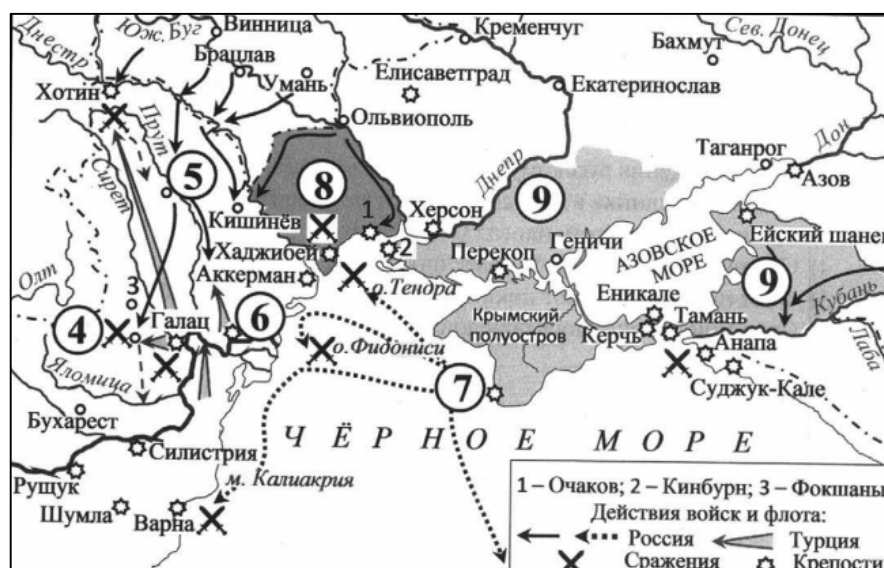 Днестр
Юж. Буг
Винница
Кременчуг
Сев. Донец
Брацлав
Бахмут
Хотин
Умань
Елисаветград
Екатеринослав
Ольвиополь
Прут
Сирет
5
8
Днепр
9
Таганрог
Дон
Азов
Кишинёв
1
Херсон
Хаджибей
2
Перекоп
Геничи
АЗОВСКОЕ
МОРЕ
Ейский шанец
Аккерман
о.Тендра
Олт
3
Еникале
9
Кубань
4
Галац
6
Крымский
полуостров
Керчь
Тамань
Лаба
Яломица
о.Фидониси
Анапа
7
Суджук-Кале
Бухарест
ЧЁРНОЕ МОРЕ
Силистрия
Рущук
м. Калиакрия
Шумла
Варна
1 – Очаков; 2 – Кинбурн; 3 – Фокшаны
Действия войск и флота:
Россия
Турция
Сражения
Крепости